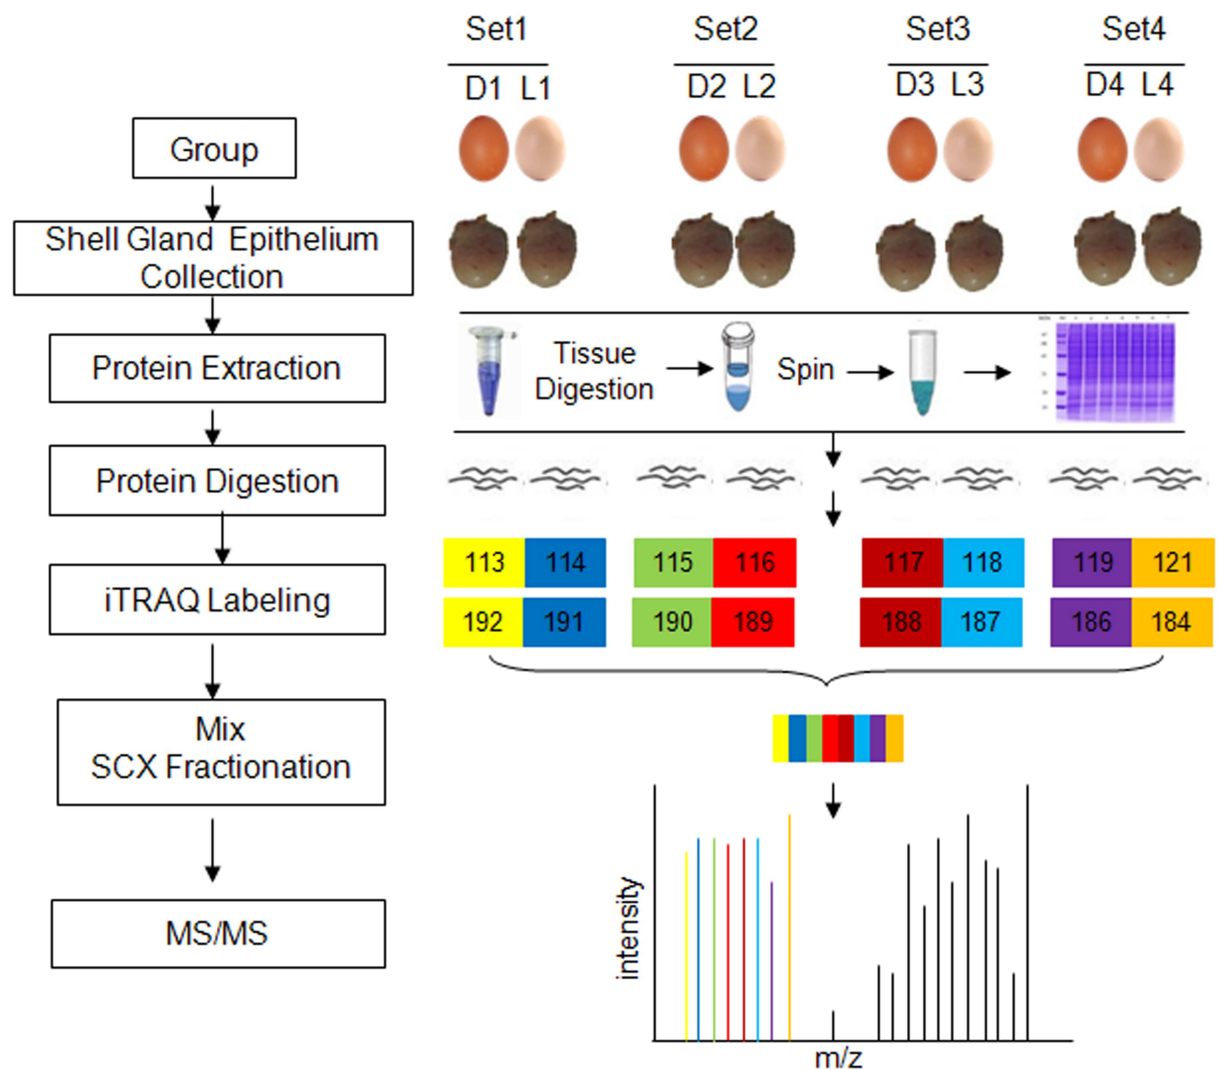 Set1 Set2 Set3 Set4
D1 L1 D2 L2 D3 L3 D4 L4
Group
Shell Gland Epithelium
Collection
Protein Extraction
Tissue
Digestion
Spin
Protein Digestion
iTRAQ Labeling
113 114 115 116 117 118 119 121
192 191 190 189 188 187 186 184
Mix
SCX Fractionation
MS/MS
intensity
m/z